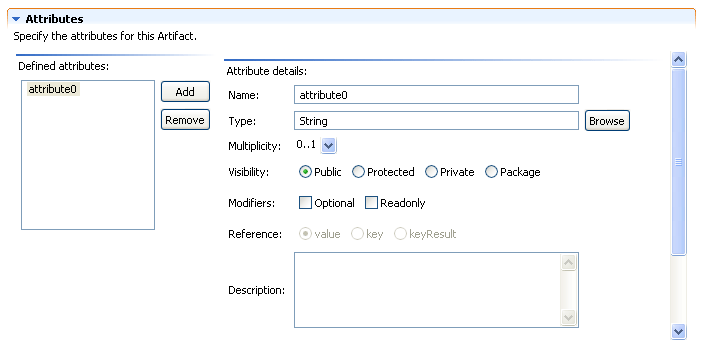 Attributes
Specify the attributes for this Artifact.
Defined attributes:
attribute0
Add
Remove
Attribute details:
Name: attribute0
Type: String Browse
Multiplicity: 0..1
Visibility: Public Protected Private Package
Modifiers: Optional Readonly
Reference: value key keyResult
Description: